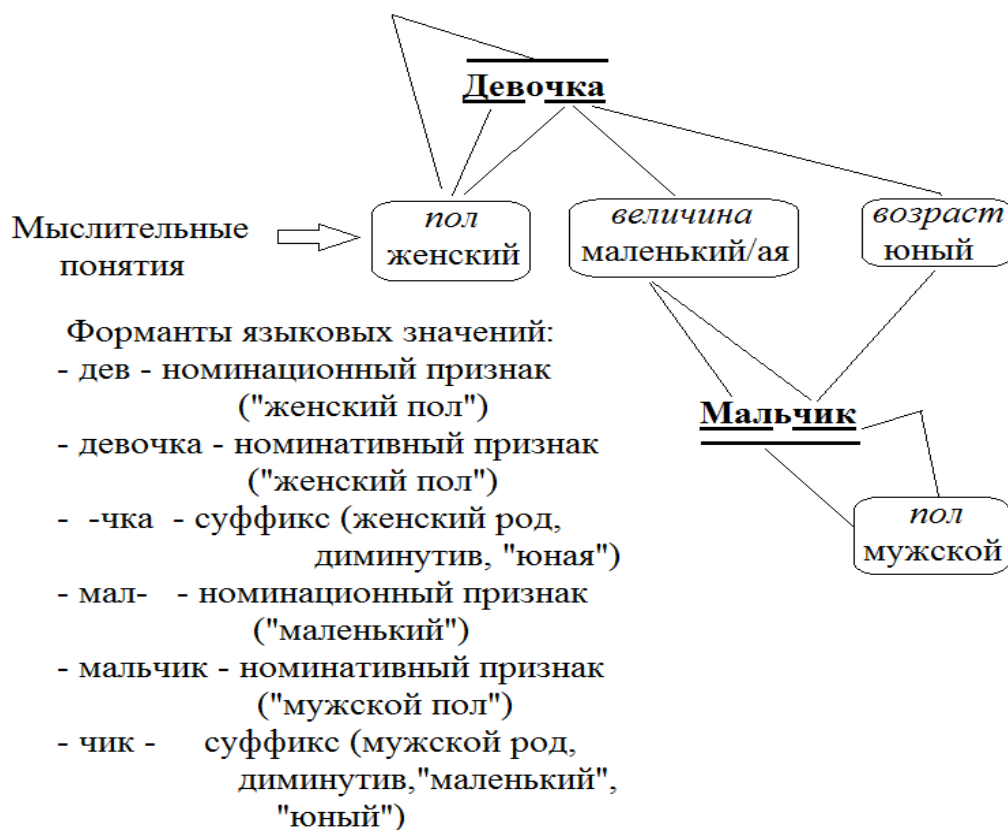 Девочка
пол
женский
величина
маленький/ая
возраст
юный
Мыслительные
понятия
Форманты языковых значений:
- дев - номинационный признак
("женский пол")
- девочка - номинативный признак
("женский пол")
- -чка - суффикс (женский род,
диминутив, "юная")
- мал- - номинационный признак
("маленький")
- мальчик - номинативный признак
("мужской пол")
- чик - суффикс (мужской род,
диминутив,"маленький",
"юный")
Мальчик
пол
мужской